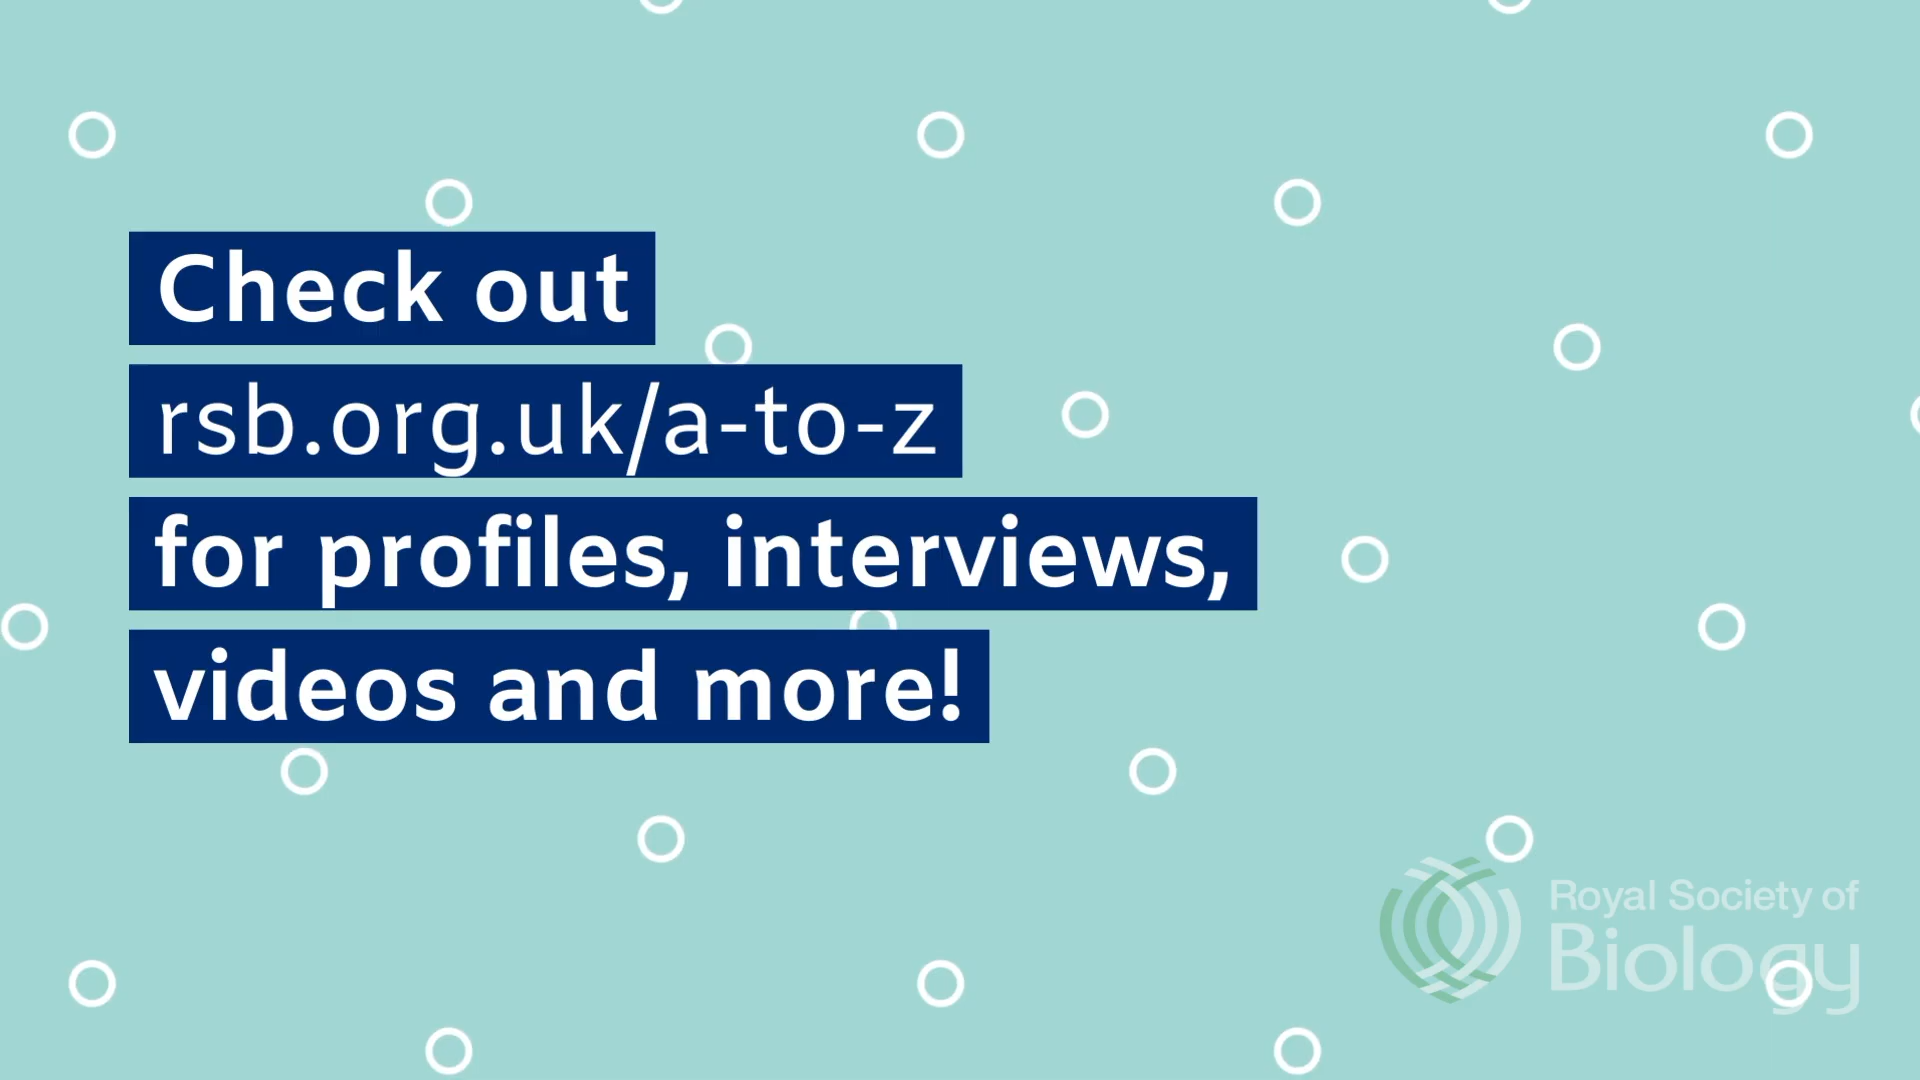 Check out
rsb.org.uk/a-to-z
for profiles, interviews,
videos and more!
Royal Society of
Biology